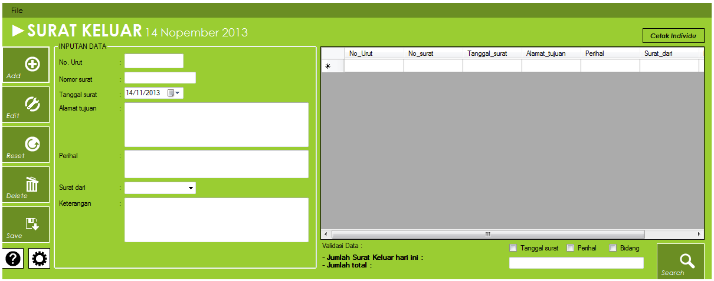 File
SURAT KELUAR 14 Nopember 2013
Cetak Individu
INPUTAN DATA
No. Urut :
Nomor surat :
Tanggal surat : 14/11/2013
Alamat tujuan :
Perihal :
Surat dari :
Keterangan :
Add
Edit
Reset
Delete
Save
No_Urut No_surat Tanggal_surat Alamat_tujuan Perihal Surat_dari
Validasi Data :
Tanggal surat Perihal Bidang
- Jumlah Surat Keluar hari ini :
- Jumlah total :
Search